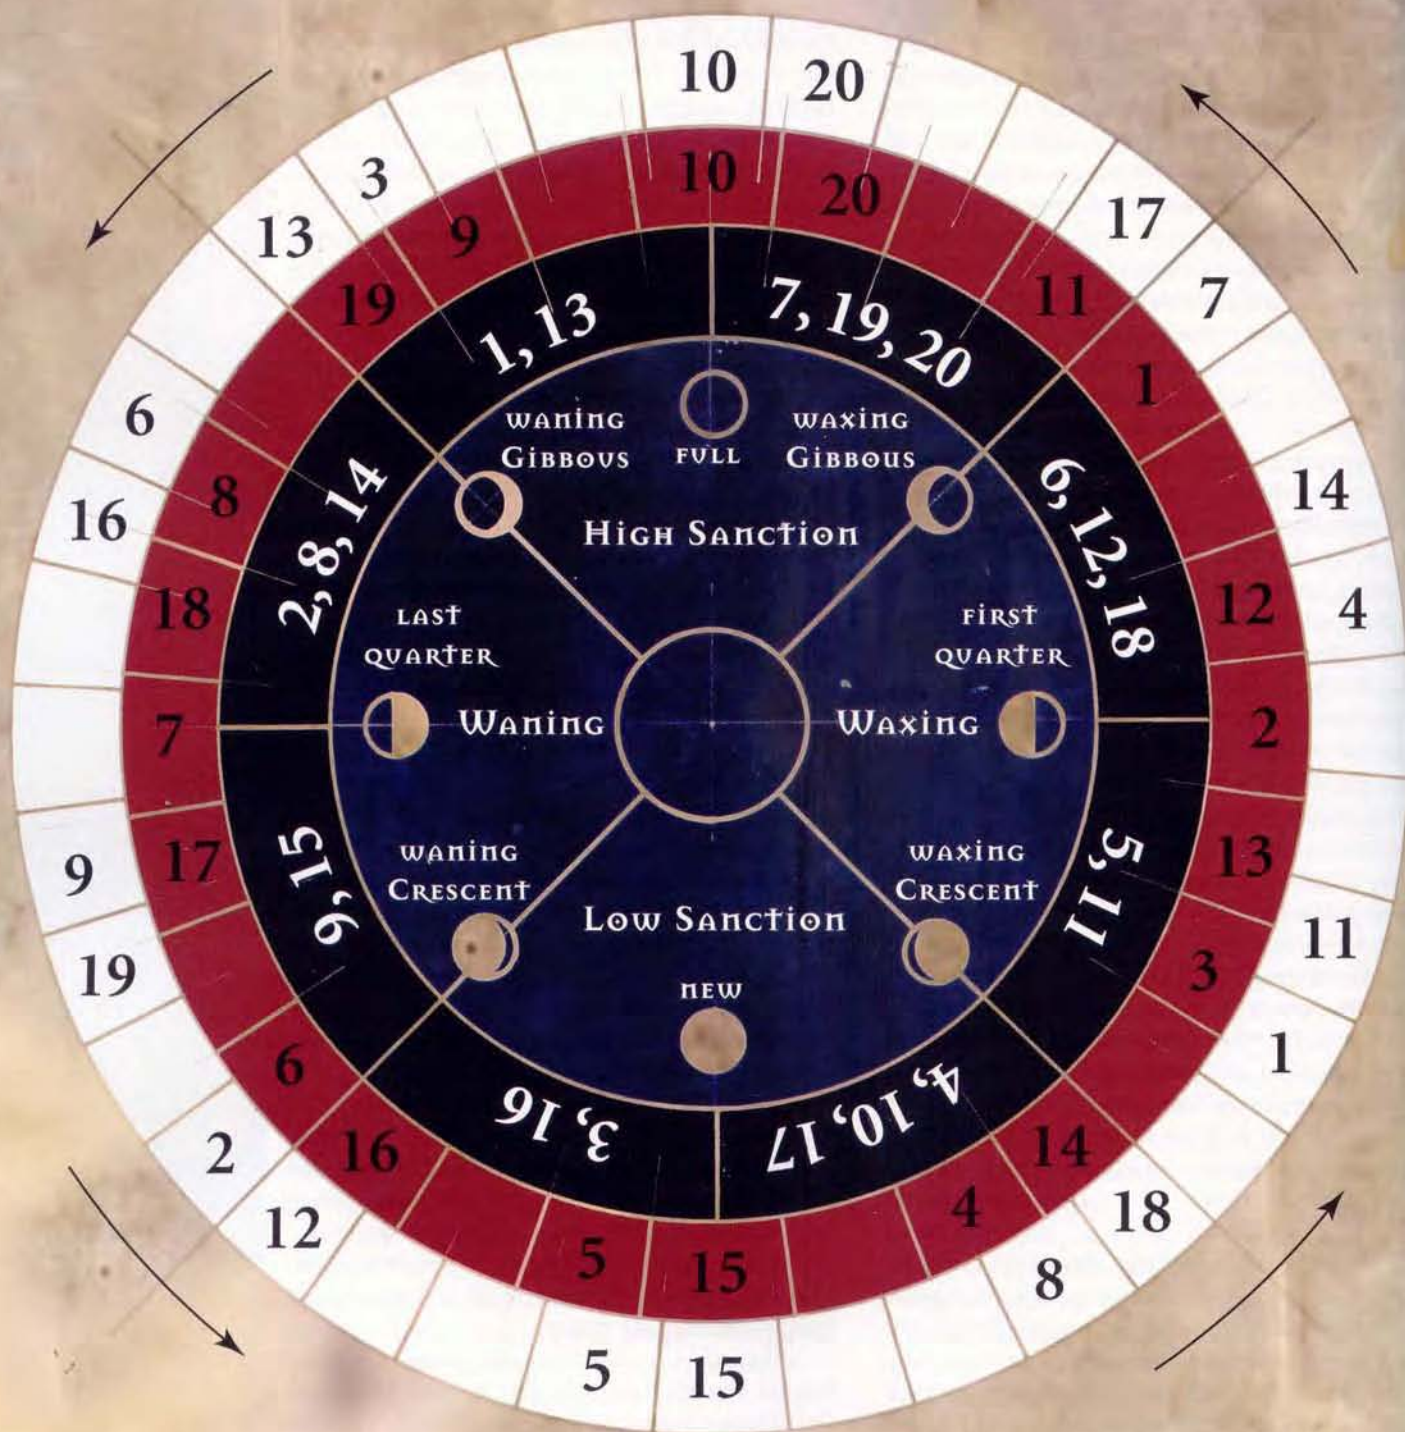 10 20
3
13
17
7
6
16
14
4
9
19
11
1
2
12
18
8
5 15
10 20
9
19
11
1
8
18
12
7
2
17
13
3
6
16
14
4
5 15
1, 13
7, 19, 20
2, 8, 14
6, 12, 18
9, 15
5, 11
3, 16
4, 10, 17
WANING
GIBBOUS
FULL
WAXING
GIBBOUS
HIGH SANCTION
LAST
QUARTER
FIRST
QUARTER
WANING
WAXING
WANING
CRESCENT
WAXING
CRESCENT
LOW SANCTION
NEW